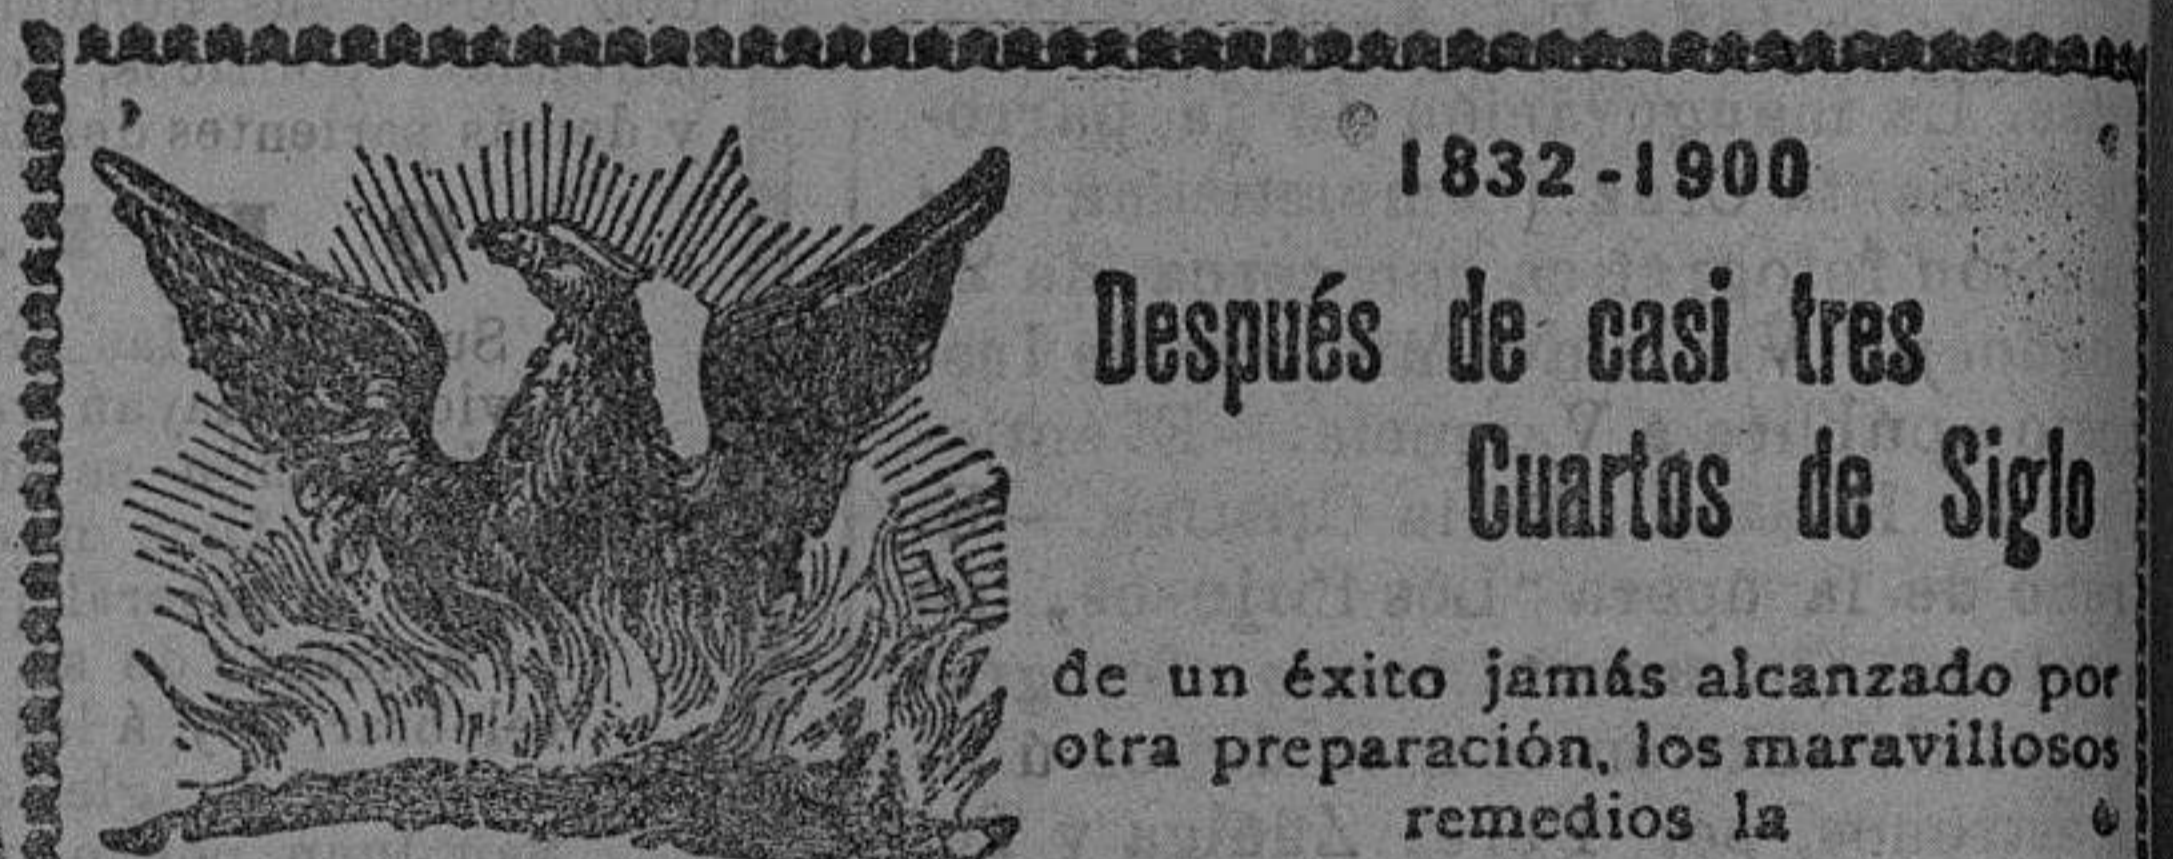 1832-1900
Después de casi tres
Cuartos de Siglo
de un éxito jamás alcanzado por
otra preparación, los maravillosos
remedios la